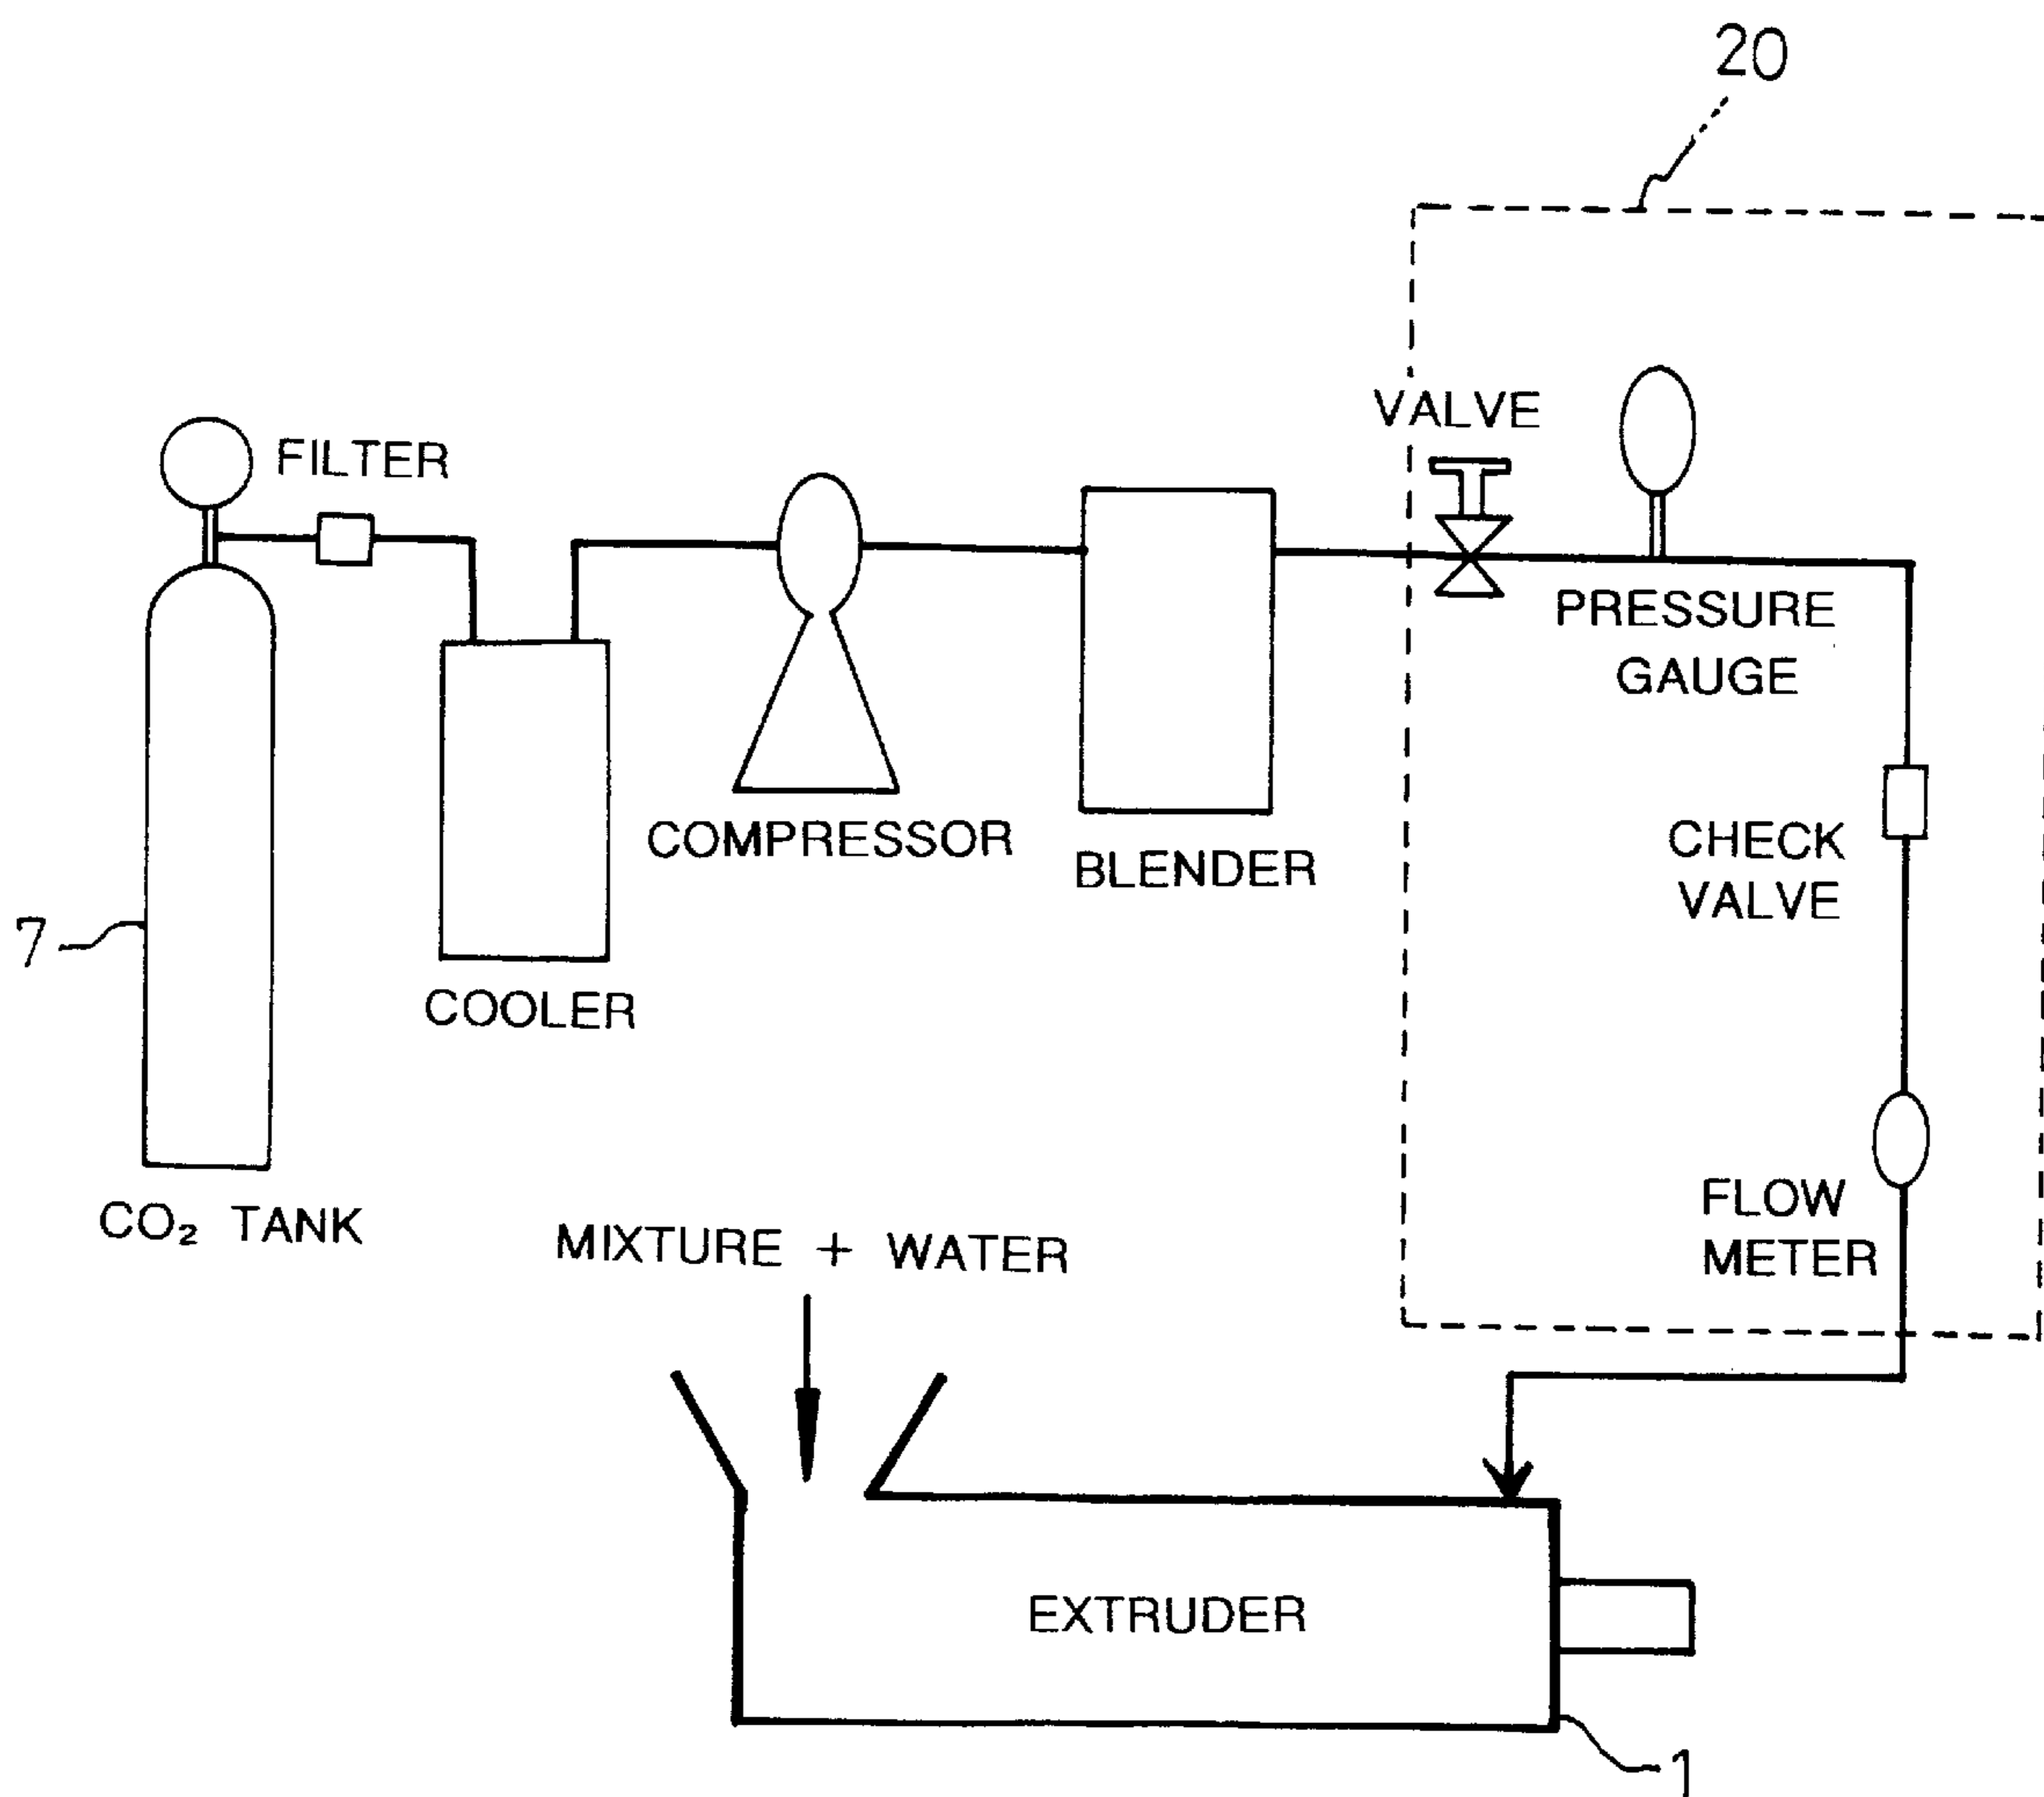 20
VALVE
FILTER
PRESSURE
GAUGE
COMPRESSOR
BLENDER
CHECK
VALVE
7
COOLER
CO₂ TANK
FLOW
METER
MIXTURE + WATER
EXTRUDER
1